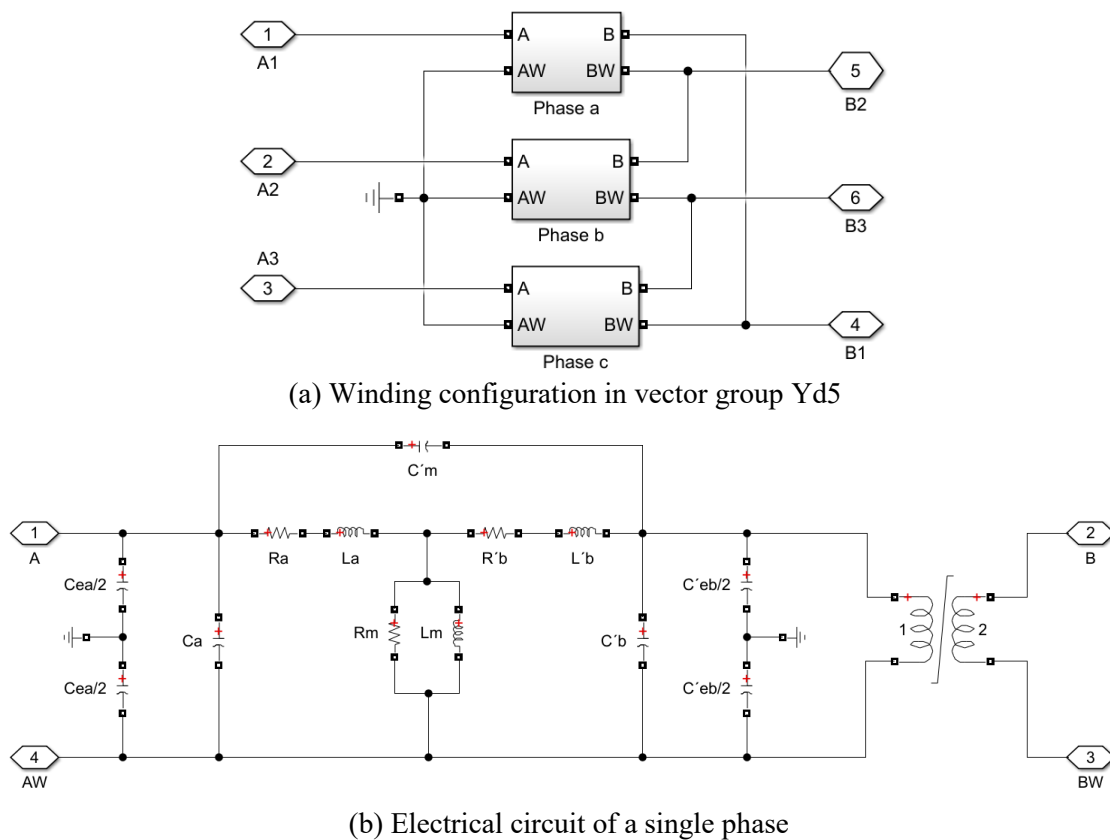 1
A1
A
AW
B
BW
Phase a
5
B2
2
A2
A
AW
B
BW
Phase b
6
B3
A3
3
A
AW
B
BW
Phase c
4
B1
(a) Winding configuration in vector group Yd5
C´m
1
A
Ra
La
R´b
L´b
2
B
Cea/2
Ca
Rm
Lm
C´b
C´eb/2
1
2
Cea/2
C´eb/2
4
AW
3
BW
(b) Electrical circuit of a single phase